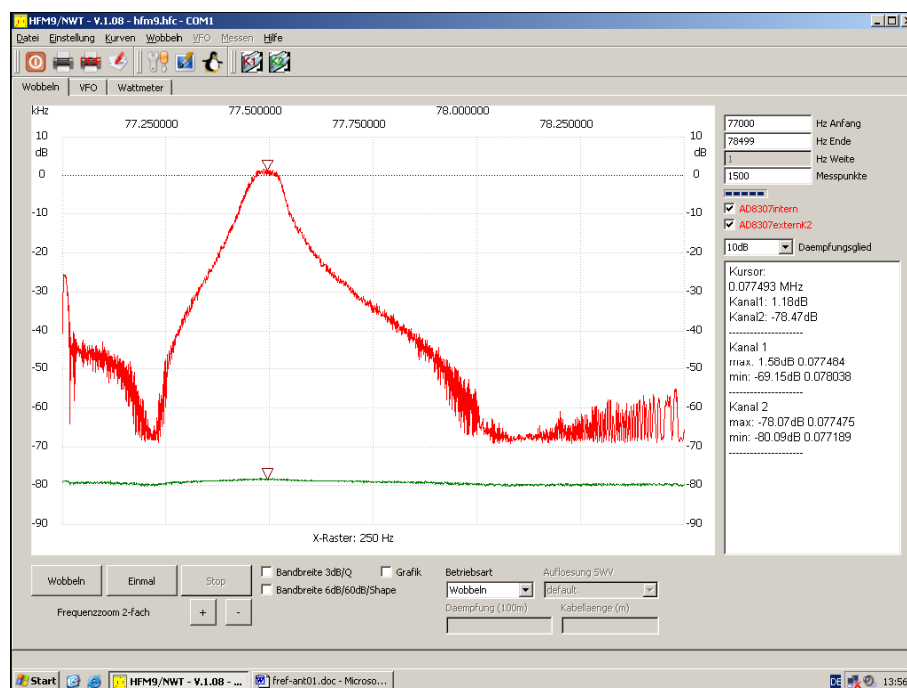 HFM9/NWT - V.1.08 - hfm9.hfc - COM1
Datei Einstellung Kurven Wobbeln VFO Messen Hilfe
K1 K2
Wobbeln VFO Wattmeter
kHz 77.500000 78.000000
77.250000 77.750000 78.250000
10 10
dB dB
0 0
-10 -10
-20 -20
-30 -30
-40 -40
-50 -50
-60 -60
-70 -70
-80 -80
-90 -90
X-Raster: 250 Hz
77000 Hz Anfang
78499 Hz Ende
1 Hz Weite
1500 Messpunkte
AD8307intern
AD8307externK2
10dB Daempfungsglied
Kursor:
0.077493 MHz
Kanal1: 1.18dB
Kanal2: -78.47dB
---------------------
Kanal 1
max. 1.58dB 0.077484
min: -69.15dB 0.078038
---------------------
Kanal 2
max: -78.07dB 0.077475
min: -80.09dB 0.077189
---------------------
Wobbeln Einmal Stop
Frequenzzoom 2-fach + -
Bandbreite 3dB/Q Grafik
Bandbreite 6dB/60dB/Shape
Betriebsart Aufloesung SWV
Wobbeln default
Daempfung (100m) Kabellaenge (m)
Start HFM9/NWT - V.1.08 - ... fref-ant01.doc - Microso... DE 13:56